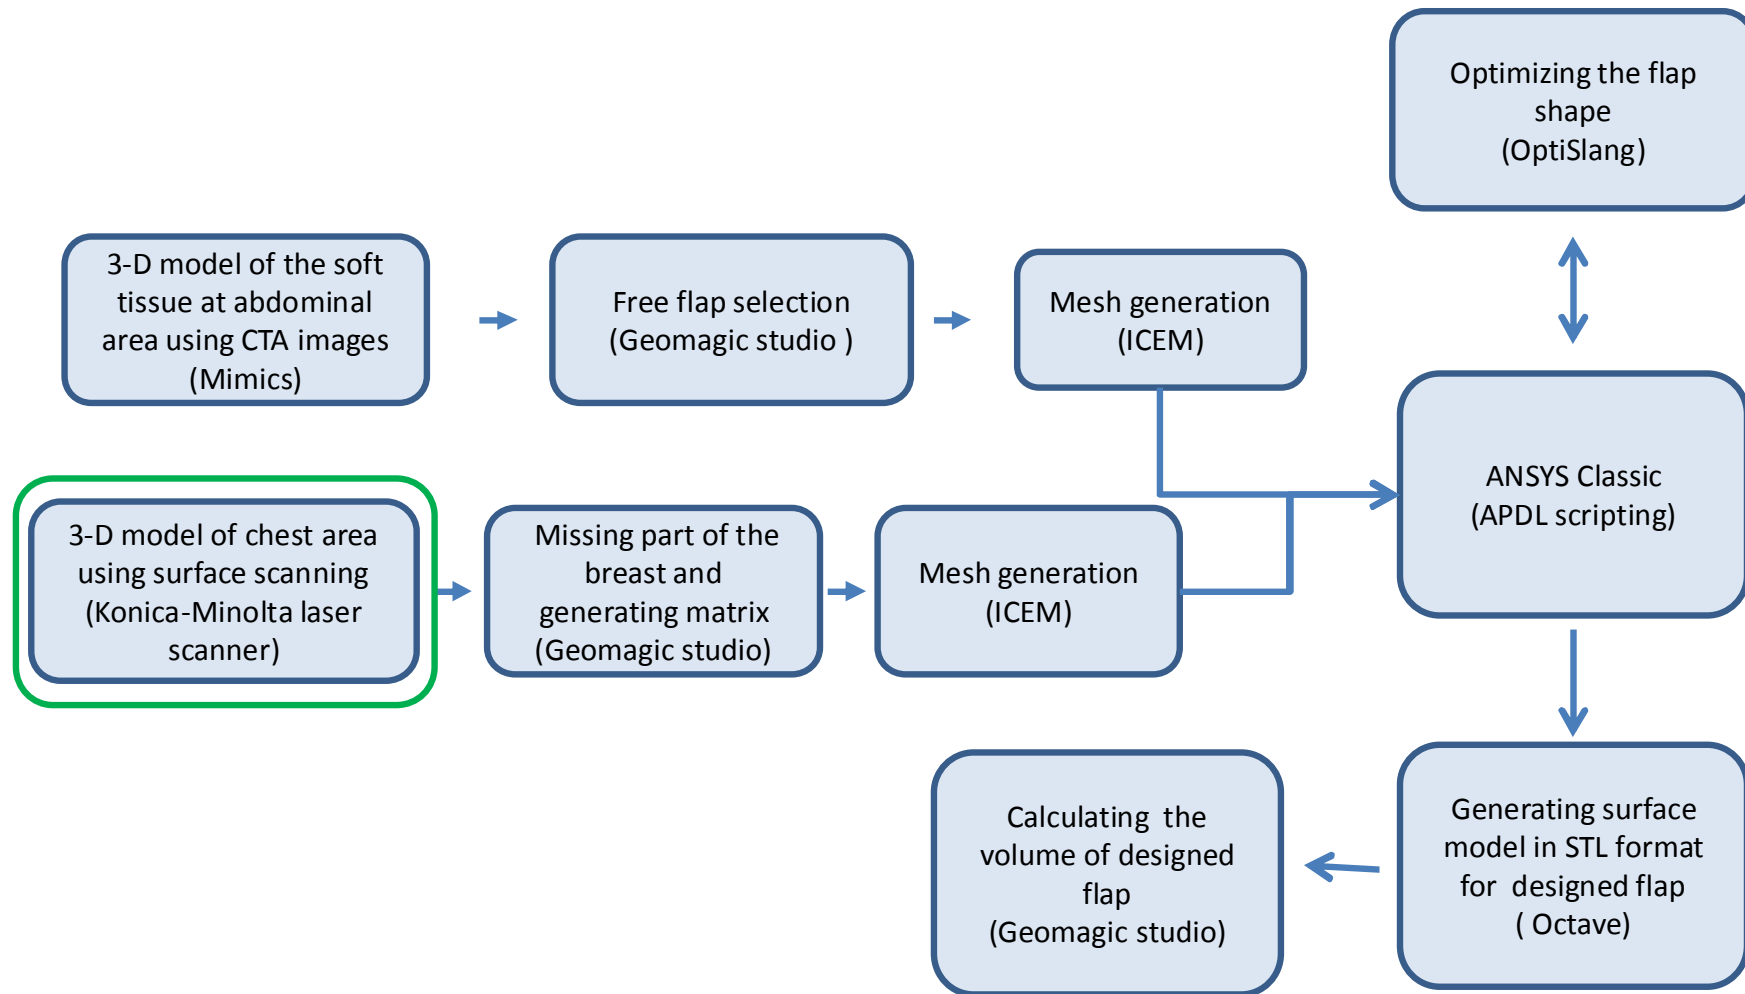 Optimizing the flap
shape
(OptiSlang)
3-D model of the soft
tissue at abdominal
area using CTA images
(Mimics)
Free flap selection
(Geomagic studio )
Mesh generation
(ICEM)
3-D model of chest area
using surface scanning
(Konica-Minolta laser
scanner)
Missing part of the
breast and
generating matrix
(Geomagic studio)
Mesh generation
(ICEM)
ANSYS Classic
(APDL scripting)
Calculating  the
volume of designed
flap
(Geomagic studio)
Generating surface
model in STL format
for  designed flap
( Octave)